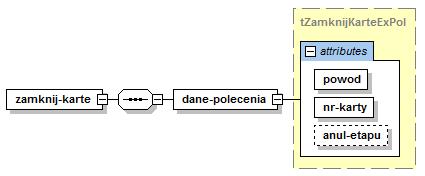 tZamknijKarteExPol
attributes
powod
zamknij-karte
dane-polecenia
nr-karty
anul-etapu